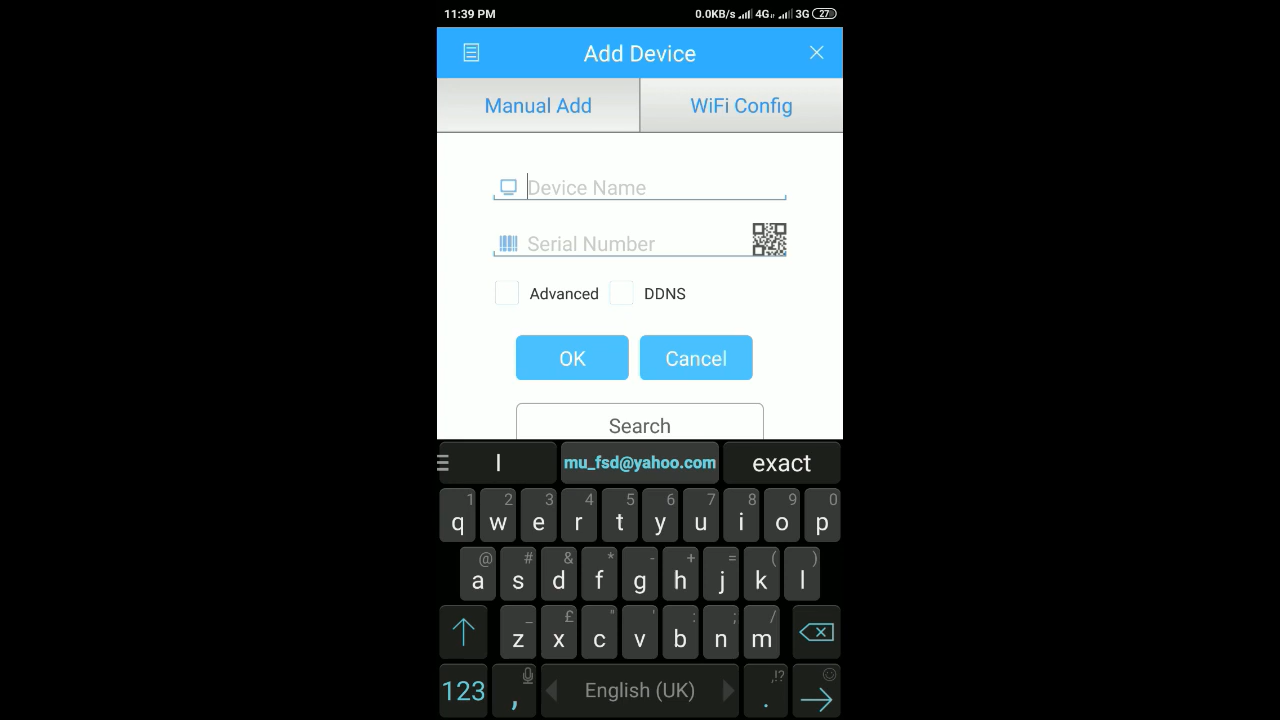 11:39 PM 0.0KB/s 4G 3G 27
Add Device
Manual Add WiFi Config
Device Name
Serial Number
Advanced DDNS
OK Cancel
Search
l mu_fsd@yahoo.com exact
1 2 3 4 5 6 7 8 9 0
q w e r t y u i o p
@ # & * - + = ( )
a s d f g h j k l
_ £ " ' : ; /
z x c v b n m
,!?
123 , English (UK) .